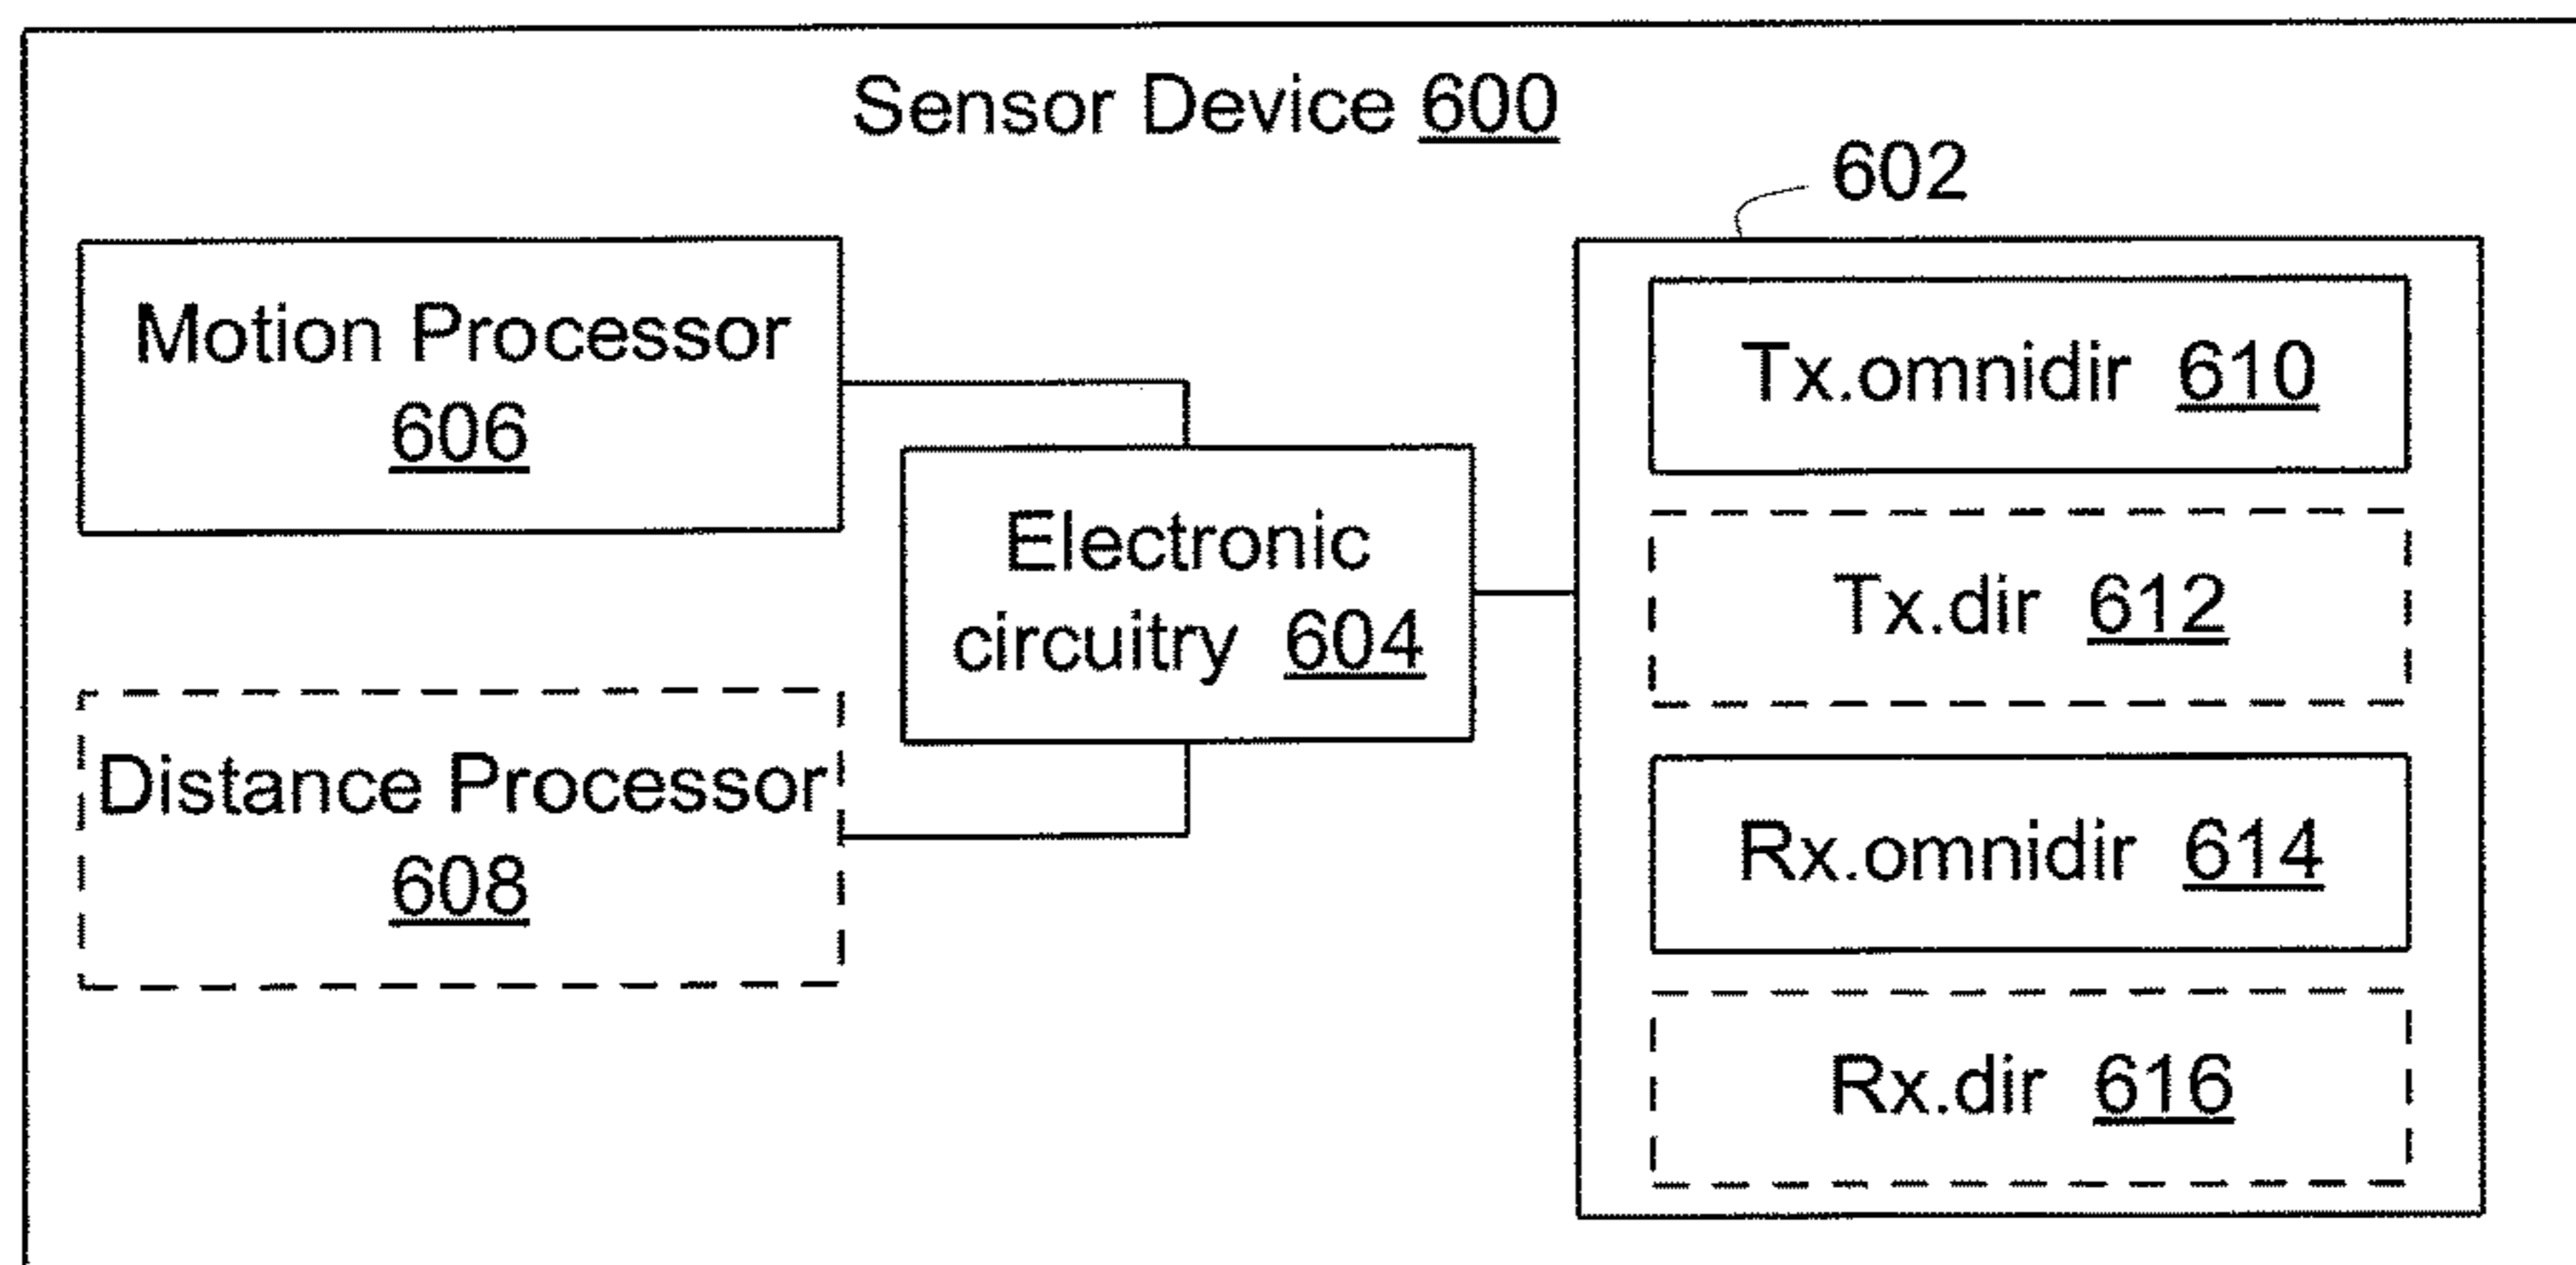 Sensor Device 600
602
Motion Processor
606
Electronic
circuitry 604
Distance Processor
608
Tx.omnidir 610
Tx.dir 612
Rx.omnidir 614
Rx.dir 616